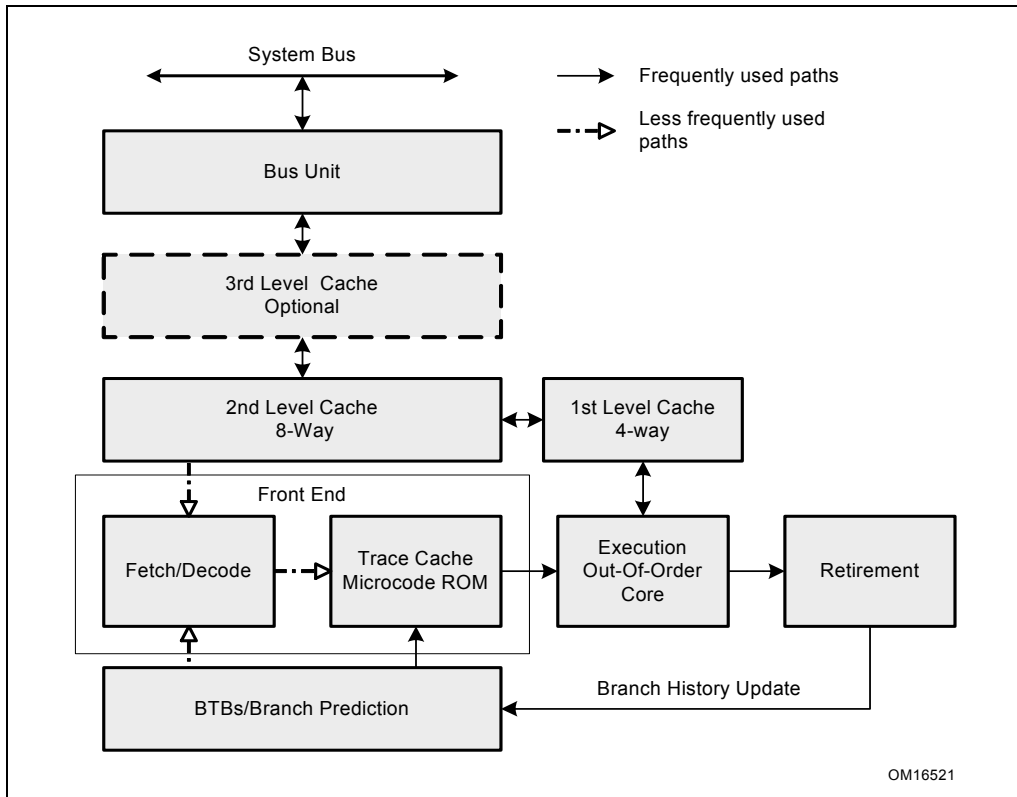 System Bus
Frequently used paths
Less frequently used
paths
Bus Unit
3rd Level Cache
Optional
2nd Level Cache
8-Way
1st Level Cache
4-way
Front End
Fetch/Decode
Trace Cache
Microcode ROM
Execution
Out-Of-Order
Core
Retirement
BTBs/Branch Prediction
Branch History Update
OM16521